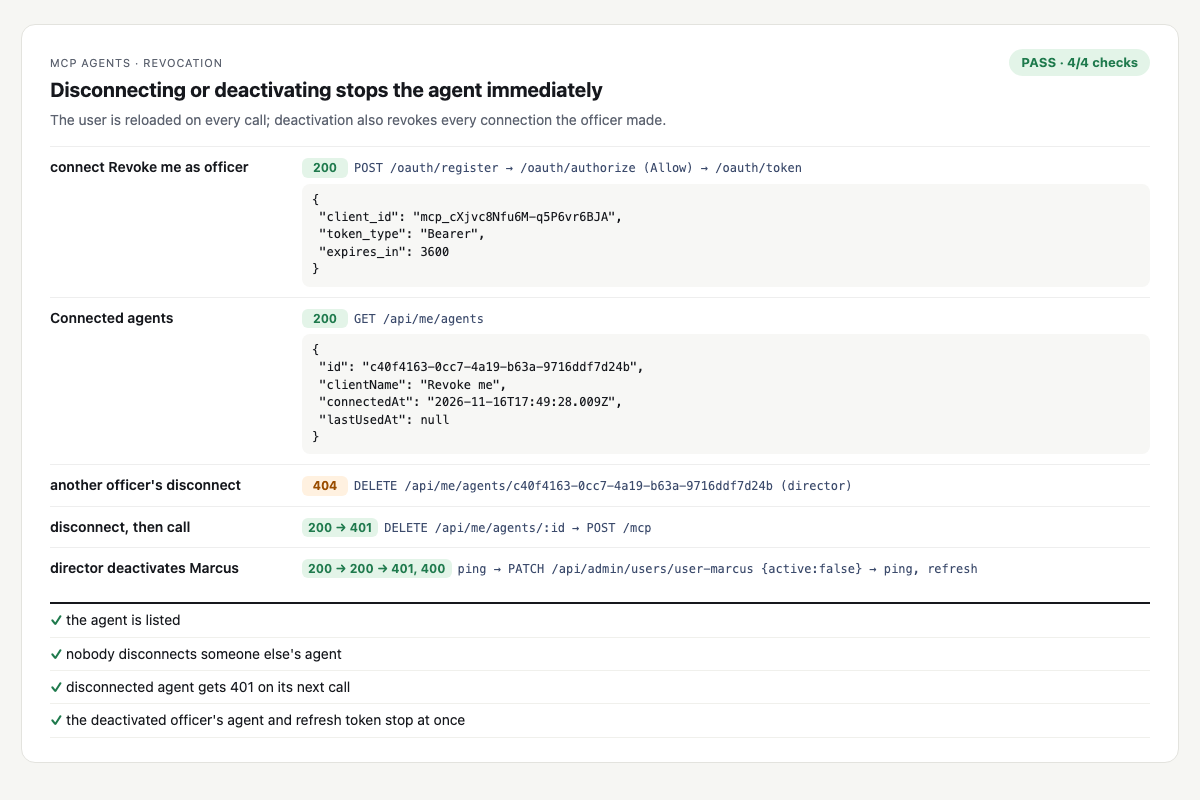 MCP AGENTS · REVOCATION
PASS · 4/4 checks
Disconnecting or deactivating stops the agent immediately
The user is reloaded on every call; deactivation also revokes every connection the officer made.
connect Revoke me as officer
200 POST /oauth/register → /oauth/authorize (Allow) → /oauth/token
{
"client_id": "mcp_cXjvc8Nfu6M-q5P6vr6BJA",
"token_type": "Bearer",
"expires_in": 3600
}
Connected agents
200 GET /api/me/agents
{
"id": "c40f4163-0cc7-4a19-b63a-9716ddf7d24b",
"clientName": "Revoke me",
"connectedAt": "2026-11-16T17:49:28.009Z",
"lastUsedAt": null
}
another officer's disconnect
404 DELETE /api/me/agents/c40f4163-0cc7-4a19-b63a-9716ddf7d24b (director)
disconnect, then call
200 → 401 DELETE /api/me/agents/:id → POST /mcp
director deactivates Marcus
200 → 200 → 401, 400 ping → PATCH /api/admin/users/user-marcus {active:false} → ping, refresh
✓ the agent is listed
✓ nobody disconnects someone else's agent
✓ disconnected agent gets 401 on its next call
✓ the deactivated officer's agent and refresh token stop at once